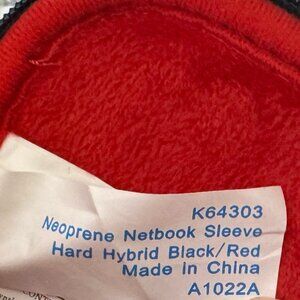 K64303
Neoprene Netbook Sleeve
Hard Hybrid Black/Red
Made in China
A1022A